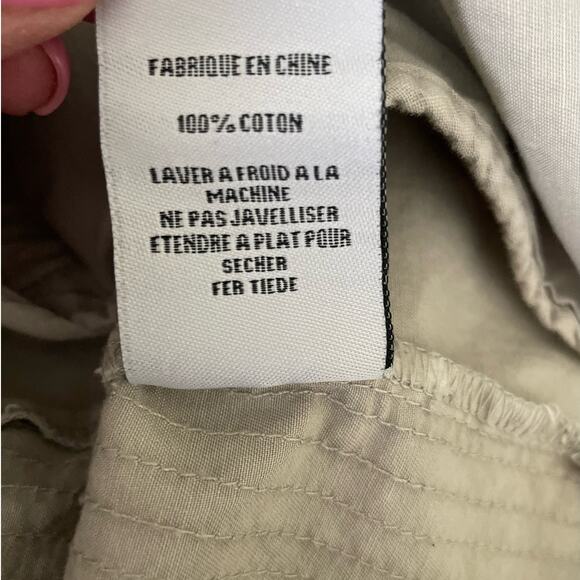 FABRIQUE EN CHINE
100% COTON
LAVER A FROID A LA
MACHINE
NE PAS JAVELLISER
ETENDRE A PLAT POUR
SECHER
FER TIEDE